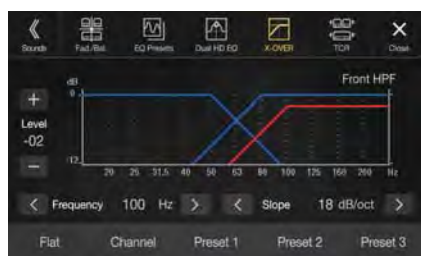 Sounds Fad./Bal. EQ Presets Dual HD EQ X-OVER TCR Close
Front HPF
dB
0
+
Level
-02
-
-12
20 25 31,5 40 50 63 80 100 125 160 200 Hz
< Frequency 100 Hz > < Slope 18 dB/oct >
Flat Channel Preset 1 Preset 2 Preset 3